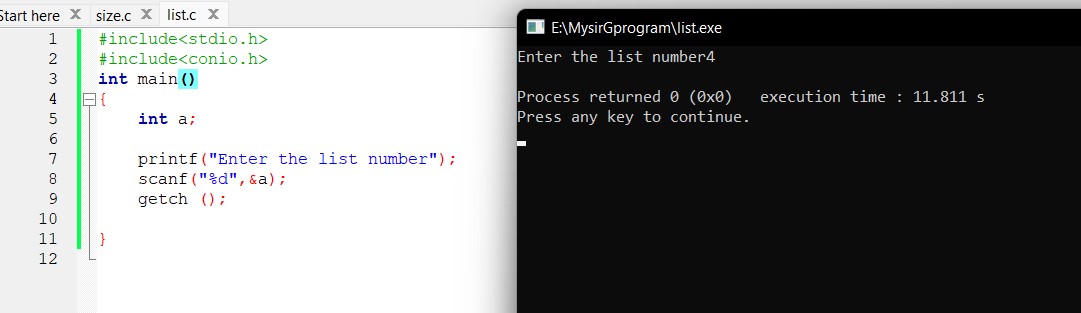 Start here X size.c X list.c X
1 #include<stdio.h>
2 #include<conio.h>
3 int main()
4 {
5 int a;
6
7 printf("Enter the list number");
8 scanf("%d",&a);
9 getch ();
10
11 }
12
E:\MysirGprogram\list.exe
Enter the list number4
Process returned 0 (0x0)   execution time : 11.811 s
Press any key to continue.